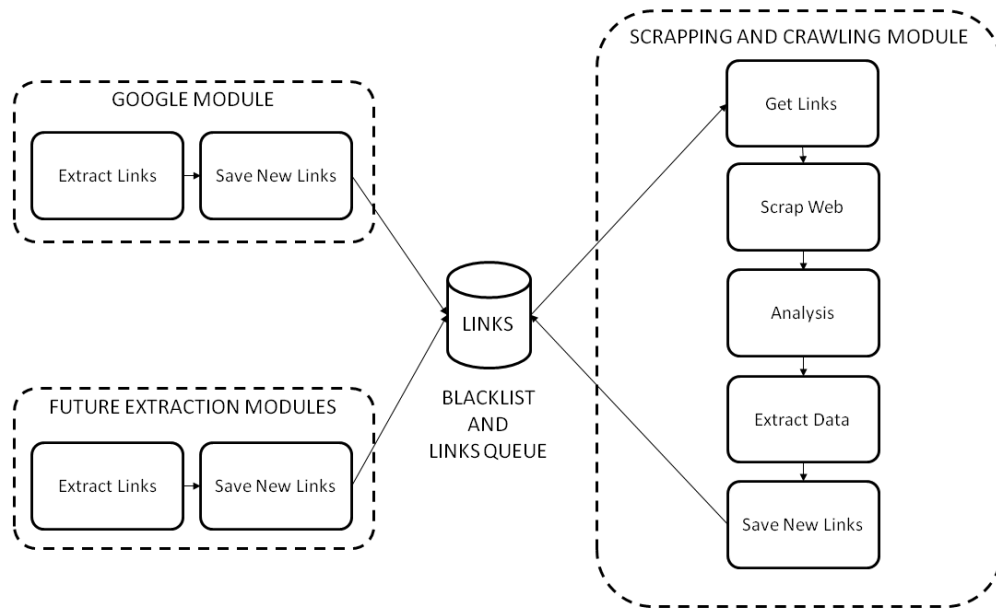 GOOGLE MODULE
Extract Links
Save New Links
FUTURE EXTRACTION MODULES
Extract Links
Save New Links
LINKS
BLACKLIST
AND
LINKS QUEUE
SCRAPPING AND CRAWLING MODULE
Get Links
Scrap Web
Analysis
Extract Data
Save New Links